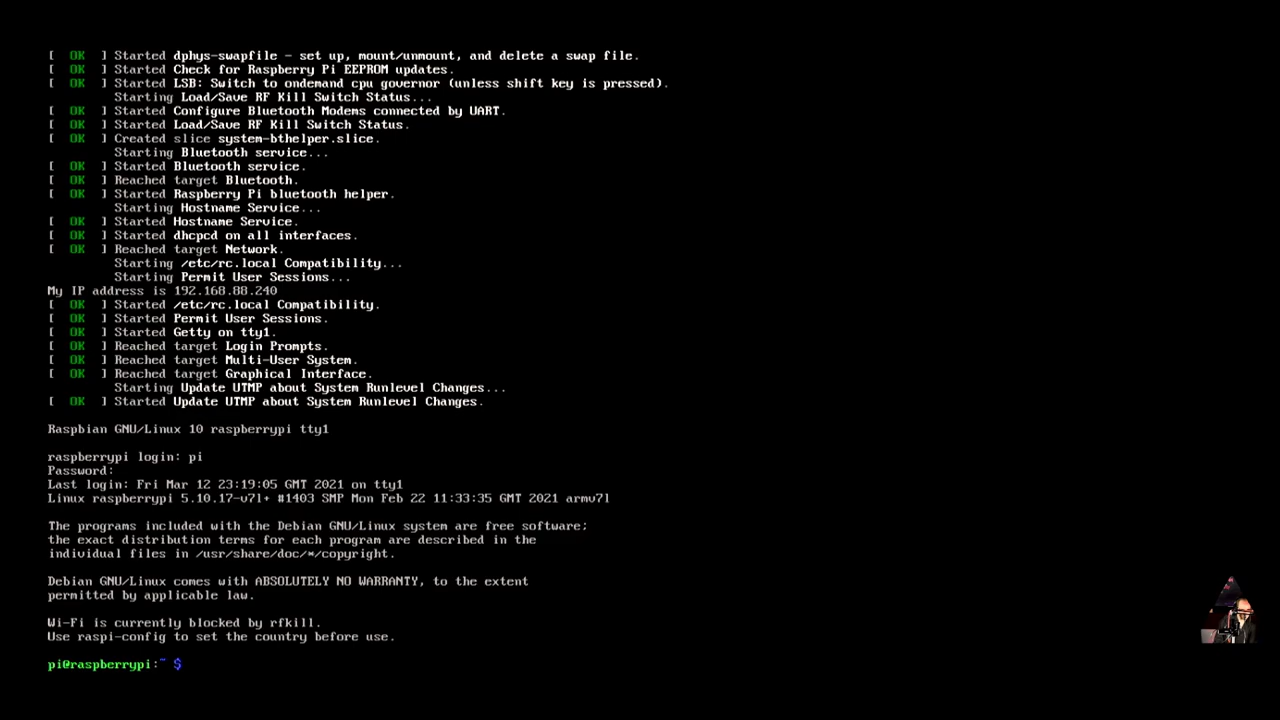 [  OK  ] Started dphys-swapfile - set up, mount/unmount, and delete a swap file.
[  OK  ] Started Check for Raspberry Pi EEPROM updates.
[  OK  ] Started LSB: Switch to ondemand cpu governor (unless shift key is pressed).
         Starting Load/Save RF Kill Switch Status...
[  OK  ] Started Configure Bluetooth Modems connected by UART.
[  OK  ] Started Load/Save RF Kill Switch Status.
[  OK  ] Created slice system-bthelper.slice.
         Starting Bluetooth service...
[  OK  ] Started Bluetooth service.
[  OK  ] Reached target Bluetooth.
[  OK  ] Started Raspberry Pi bluetooth helper.
         Starting Hostname Service...
[  OK  ] Started Hostname Service.
[  OK  ] Started dhcpcd on all interfaces.
[  OK  ] Reached target Network.
         Starting /etc/rc.local Compatibility...
         Starting Permit User Sessions...
My IP address is 192.168.88.240
[  OK  ] Started /etc/rc.local Compatibility.
[  OK  ] Started Permit User Sessions.
[  OK  ] Started Getty on tty1.
[  OK  ] Reached target Login Prompts.
[  OK  ] Reached target Multi-User System.
[  OK  ] Reached target Graphical Interface.
         Starting Update UTMP about System Runlevel Changes...
[  OK  ] Started Update UTMP about System Runlevel Changes.
Raspbian GNU/Linux 10 raspberrypi tty1
raspberrypi login: pi
Password:
Last login: Fri Mar 12 23:19:05 GMT 2021 on tty1
Linux raspberrypi 5.10.17-v7l+ #1403 SMP Mon Feb 22 11:33:35 GMT 2021 armv7l
The programs included with the Debian GNU/Linux system are free software;
the exact distribution terms for each program are described in the
individual files in /usr/share/doc/*/copyright.
Debian GNU/Linux comes with ABSOLUTELY NO WARRANTY, to the extent
permitted by applicable law.
Wi-Fi is currently blocked by rfkill.
Use raspi-config to set the country before use.
pi@raspberrypi:~ $